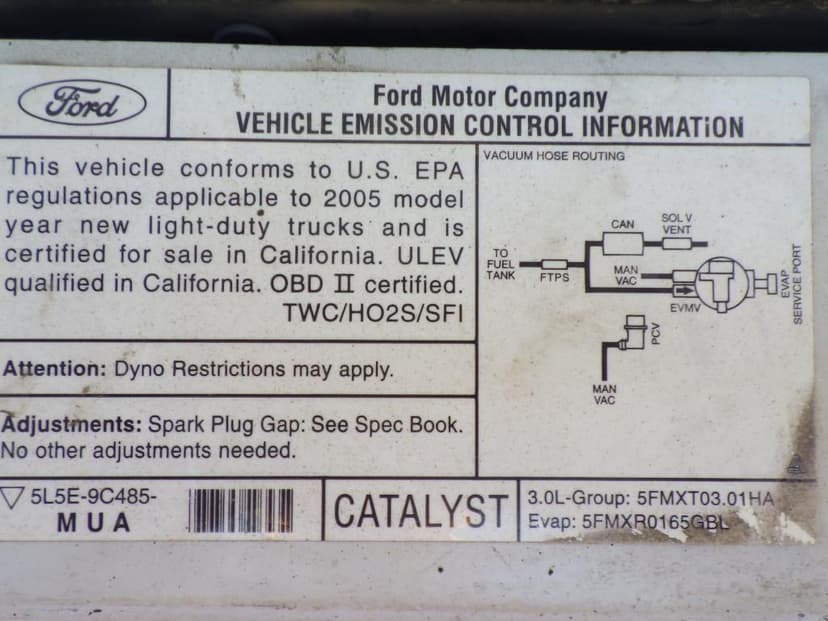 Ford
Ford Motor Company
VEHICLE EMISSION CONTROL INFORMATiON
This vehicle conforms to U.S. EPA
regulations applicable to 2005 model
year new light-duty trucks and is
certified for sale in California. ULEV
qualified in California. OBD II certified.
TWC/HO2S/SFI
Attention: Dyno Restrictions may apply.
Adjustments: Spark Plug Gap: See Spec Book.
No other adjustments needed.
VACUUM HOSE ROUTING
CAN
SOL V
VENT
TO
FUEL
TANK
FTPS
MAN
VAC
EVMV
EVAP
SERVICE PORT
PCV
MAN
VAC
5L5E-9C485-
MUA
CATALYST
3.0L-Group: 5FMXT03.01HA
Evap: 5FMXR0165GBL